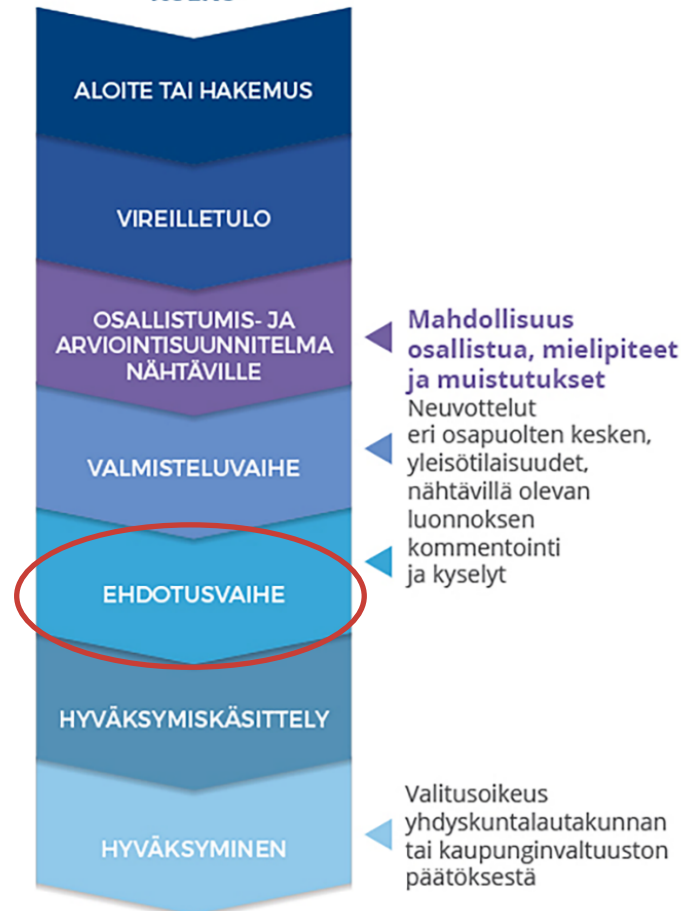 ALOITE TAI HAKEMUS
VIREILLETULO
OSALLISTUMIS- JA
ARVIOINTISUUNNITELMA
NÄHTÄVILLE
Mahdollisuus
osallistua, mielipiteet
ja muistutukset
VALMISTELUVAIHE
Neuvottelut
eri osapuolten kesken,
yleisötilaisuudet,
nähtävillä olevan
luonnoksen
kommentointi
ja kyselyt
EHDOTUSVAIHE
HYVÄKSYMISKÄSITTELY
HYVÄKSYMINEN
Valitusoikeus
yhdyskuntalautakunnan
tai kaupunginvaltuuston
päätöksestä